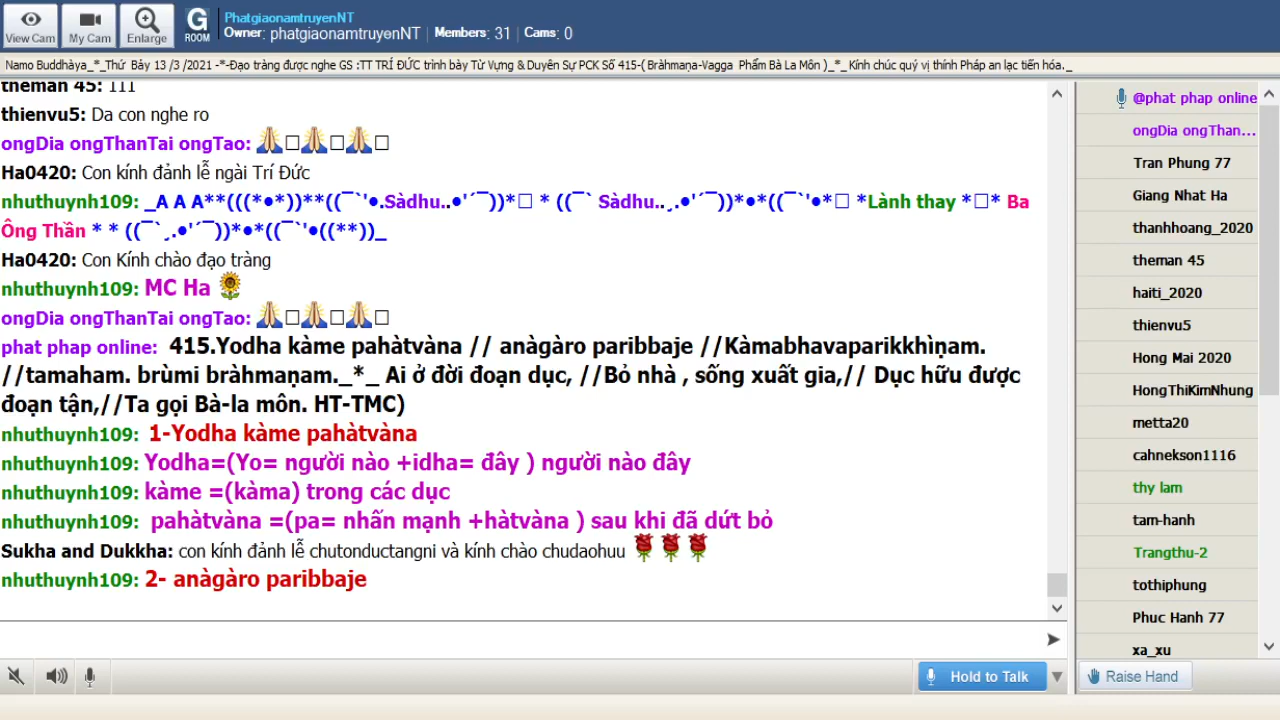 View Cam
My Cam
Enlarge
G ROOM
PhatgiaonamtruyenNT
Owner: phatgiaonamtruyenNT | Members: 31 | Cams: 0
Namo Buddhàya_*_Thứ Bảy 13 /3 /2021 -*-Đạo tràng được nghe GS :TT TRÍ ĐỨC trình bày Từ Vựng & Duyên Sự PCK Số 415-( Bràhmaṇa-Vagga Phẩm Bà La Môn )_*_ Kính chúc quý vị thính Pháp an lạc tiến hóa._
theman 45: 111
thienvu5: Da con nghe ro
ongDia ongThanTai ongTao: 🙏□🙏□🙏□
Ha0420: Con kính đảnh lễ ngài Trí Đức
nhuthuynh109: _A A A**(((*•*))**((¯`'•.Sàdhu..•'´¯))*□ * ((¯` Sàdhu..¸.•'´¯))*•*((¯`'•*□ *Lành thay *□* Ba
Ông Thần * * ((¯`¸.•'´¯))*•*((¯`'•((**))_
Ha0420: Con Kính chào đạo tràng
nhuthuynh109: MC Ha 🌻
ongDia ongThanTai ongTao: 🙏□🙏□🙏□
phat phap online: 415.Yodha kàme pahàtvàna // anàgàro paribbaje //Kàmabhavaparikkhìṇam.
//tamaham. brùmi bràhmaṇam._*_ Ai ở đời đoạn dục, //Bỏ nhà , sống xuất gia,// Dục hữu được
đoạn tận,//Ta gọi Bà-la môn. HT-TMC)
nhuthuynh109: 1-Yodha kàme pahàtvàna
nhuthuynh109: Yodha=(Yo= người nào +idha= đây ) người nào đây
nhuthuynh109: kàme =(kàma) trong các dục
nhuthuynh109: pahàtvàna =(pa= nhấn mạnh +hàtvàna ) sau khi đã dứt bỏ
Sukha and Dukkha: con kính đảnh lễ chutonductangni và kính chào chudaohuu 🌹🌹🌹
nhuthuynh109: 2- anàgàro paribbaje
Hold to Talk
@phat phap online
ongDia ongThan...
Tran Phung 77
Giang Nhat Ha
thanhhoang_2020
theman 45
haiti_2020
thienvu5
Hong Mai 2020
HongThiKimNhung
metta20
cahnekson1116
thy lam
tam-hanh
Trangthu-2
tothiphung
Phuc Hanh 77
xa_xu
Raise Hand